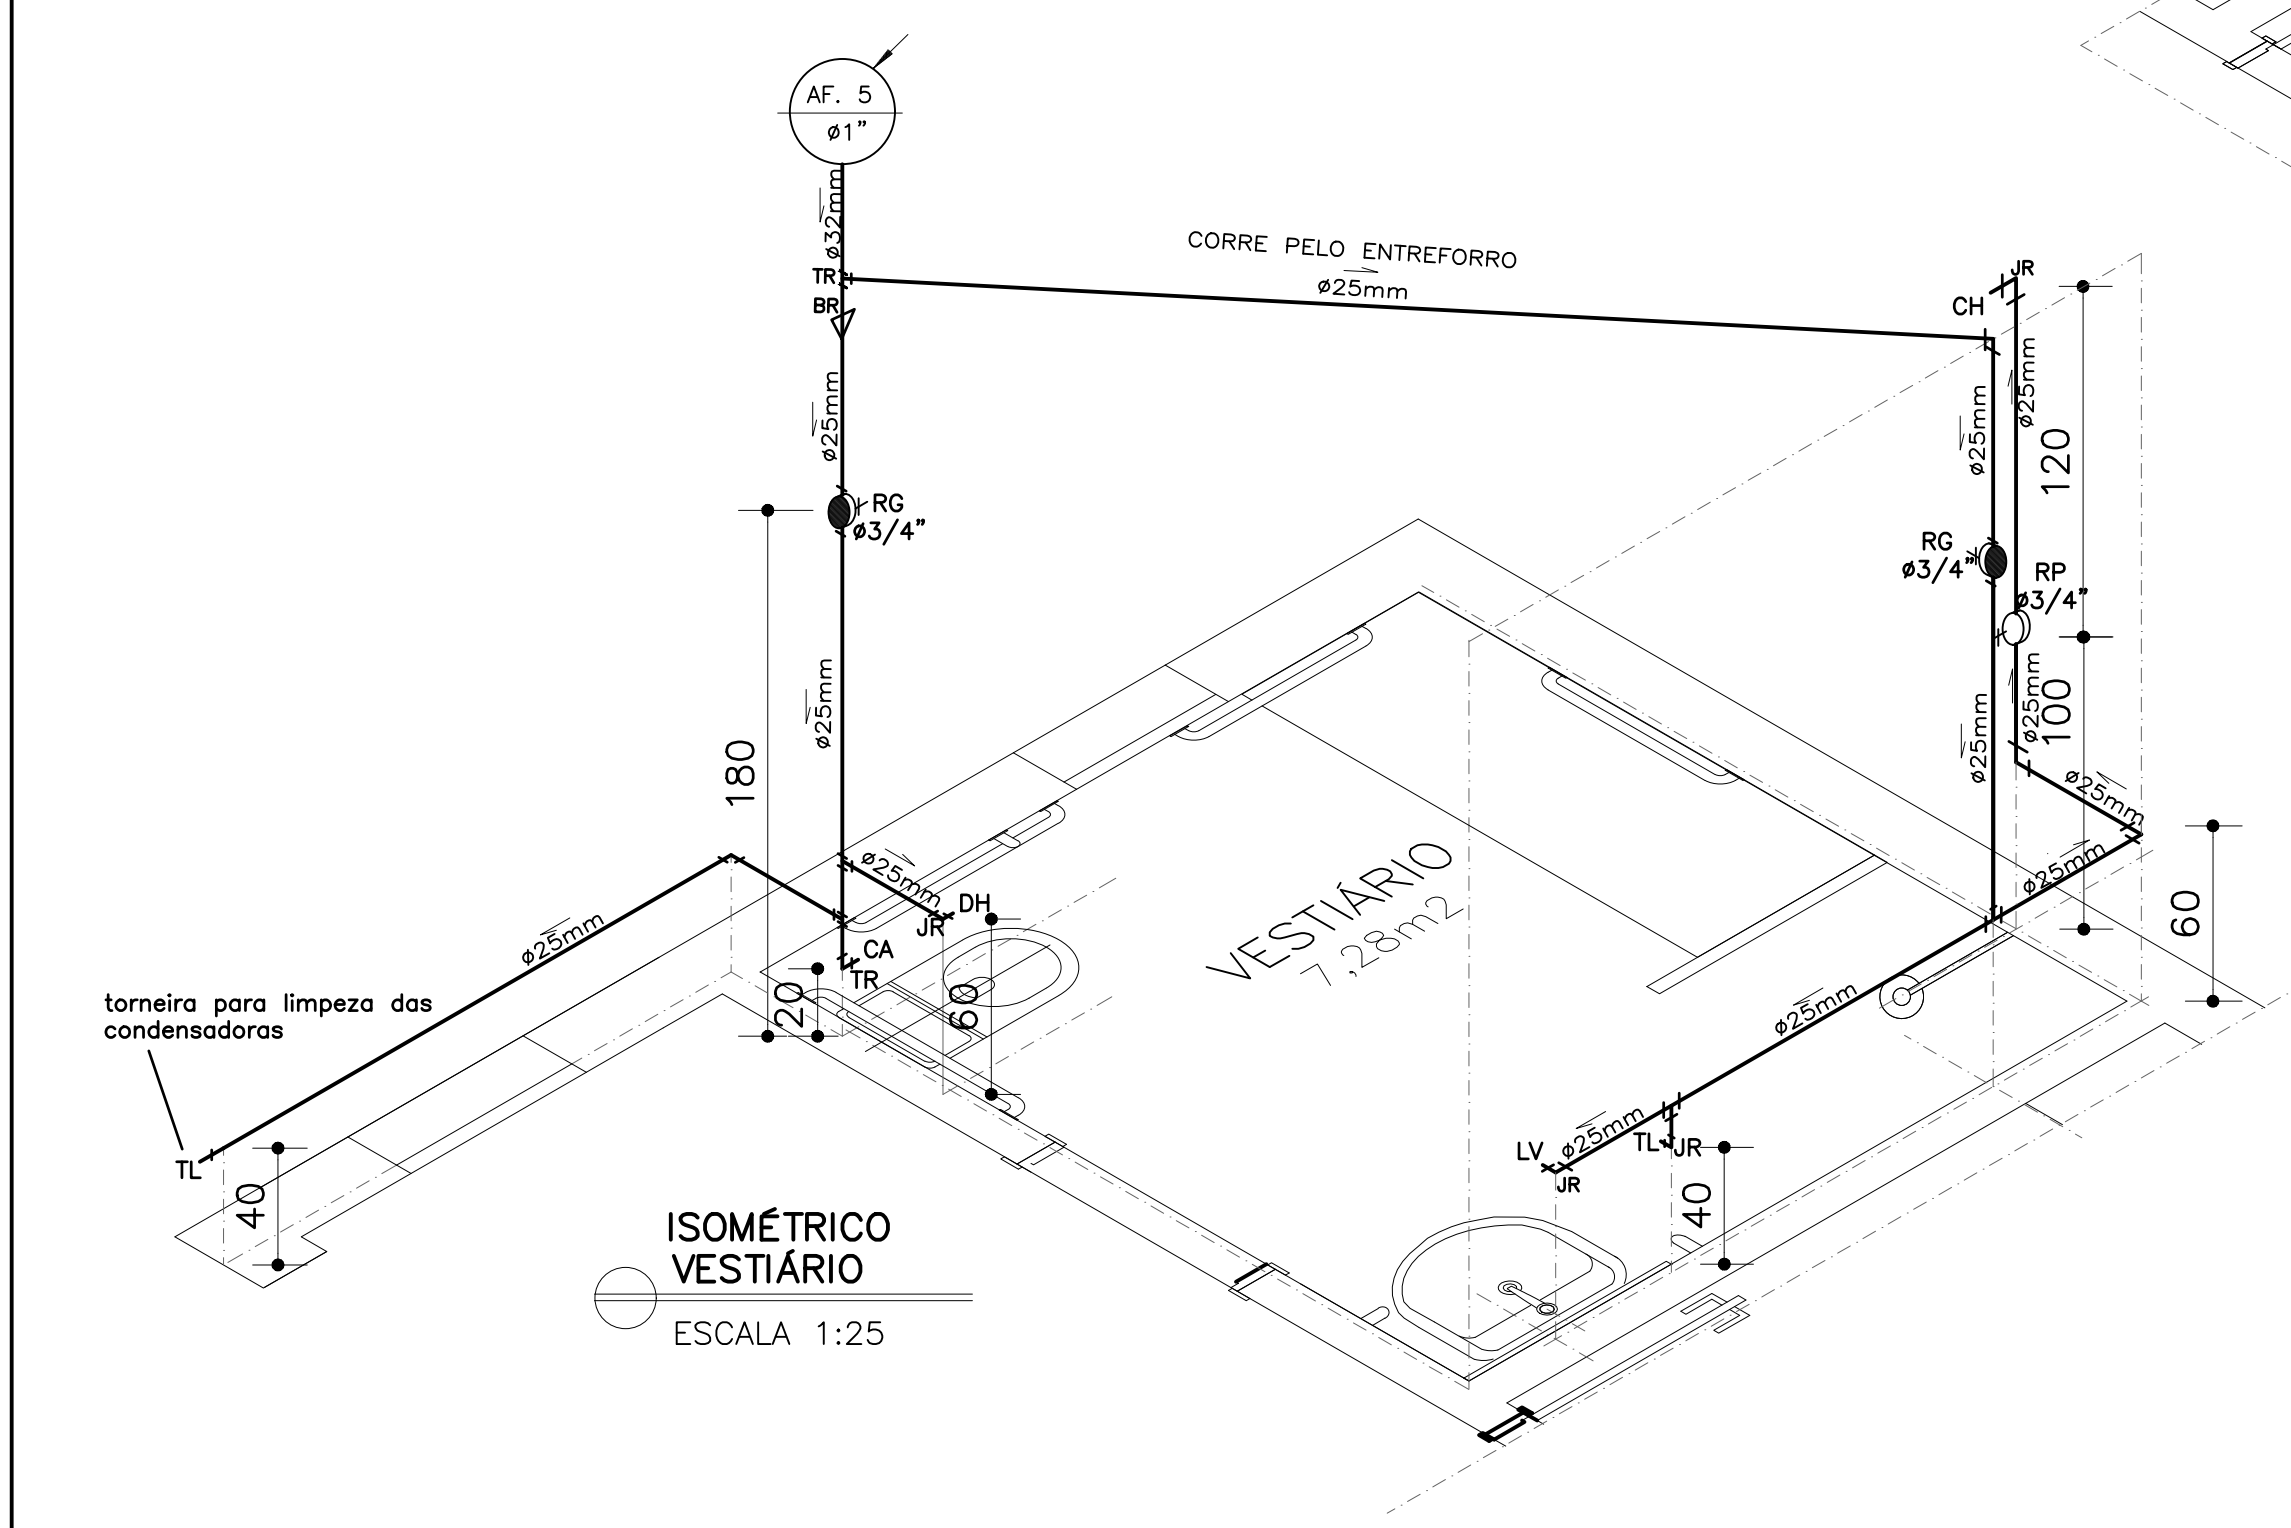 AF. 5
ø1"
ø32mm
TR
BR
CORRE PELO ENTREFORRO
ø25mm
JR
CH
ø25mm
ø25mm
ø25mm
120
RG
ø3/4"
RG
ø3/4"
RP
ø3/4"
180
ø25mm
ø25mm
ø25mm
100
ø25mm
ø25mm
60
ø25mm
DH
JR
CA
TR
20
60
VESTIÁRIO
7,28m2
ø25mm
torneira para limpeza das
condensadoras
TL
40
ø25mm
ø25mm
LV
JR
TL
JR
40
ISOMÉTRICO
VESTIÁRIO
ESCALA 1:25